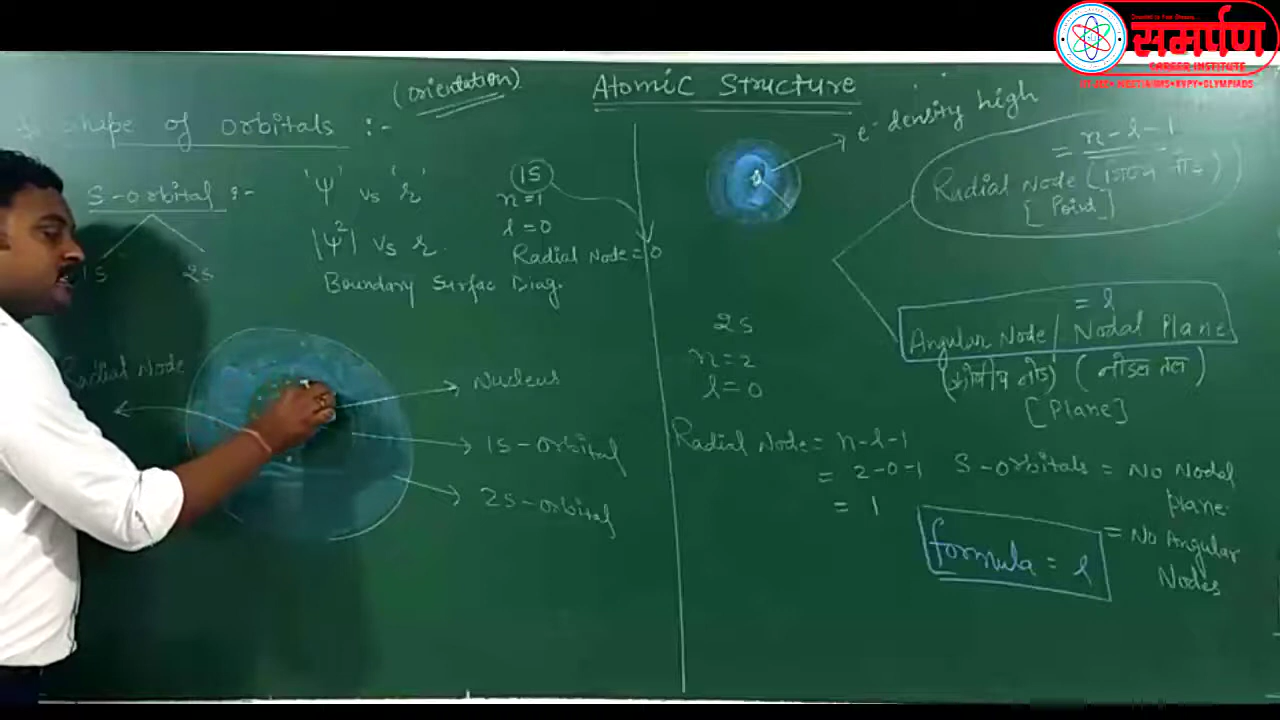 समर्पण
CAREER INSTITUTE
Atomic Structure
(orientation)
shape of orbitals :-
S-orbital :-
1s 2s
'Ψ' vs 'r'
|Ψ²| vs r
Boundary Surfac Diag.
1S
n=1
l=0
Radial Node=0
e⁻ density high
= n-l-1
Radial Node
[Point]
= l
Angular Node/ Nodal Plane
(कोणीय नोड) (नोडल तल)
[Plane]
2s
n=2
l=0
Radial Node = n-l-1
= 2-0-1
= 1
S-orbitals = No Nodal
plane.
= No Angular
Nodes
formula = l
Radial Node
Nucleus
1S-orbital
2S-orbital